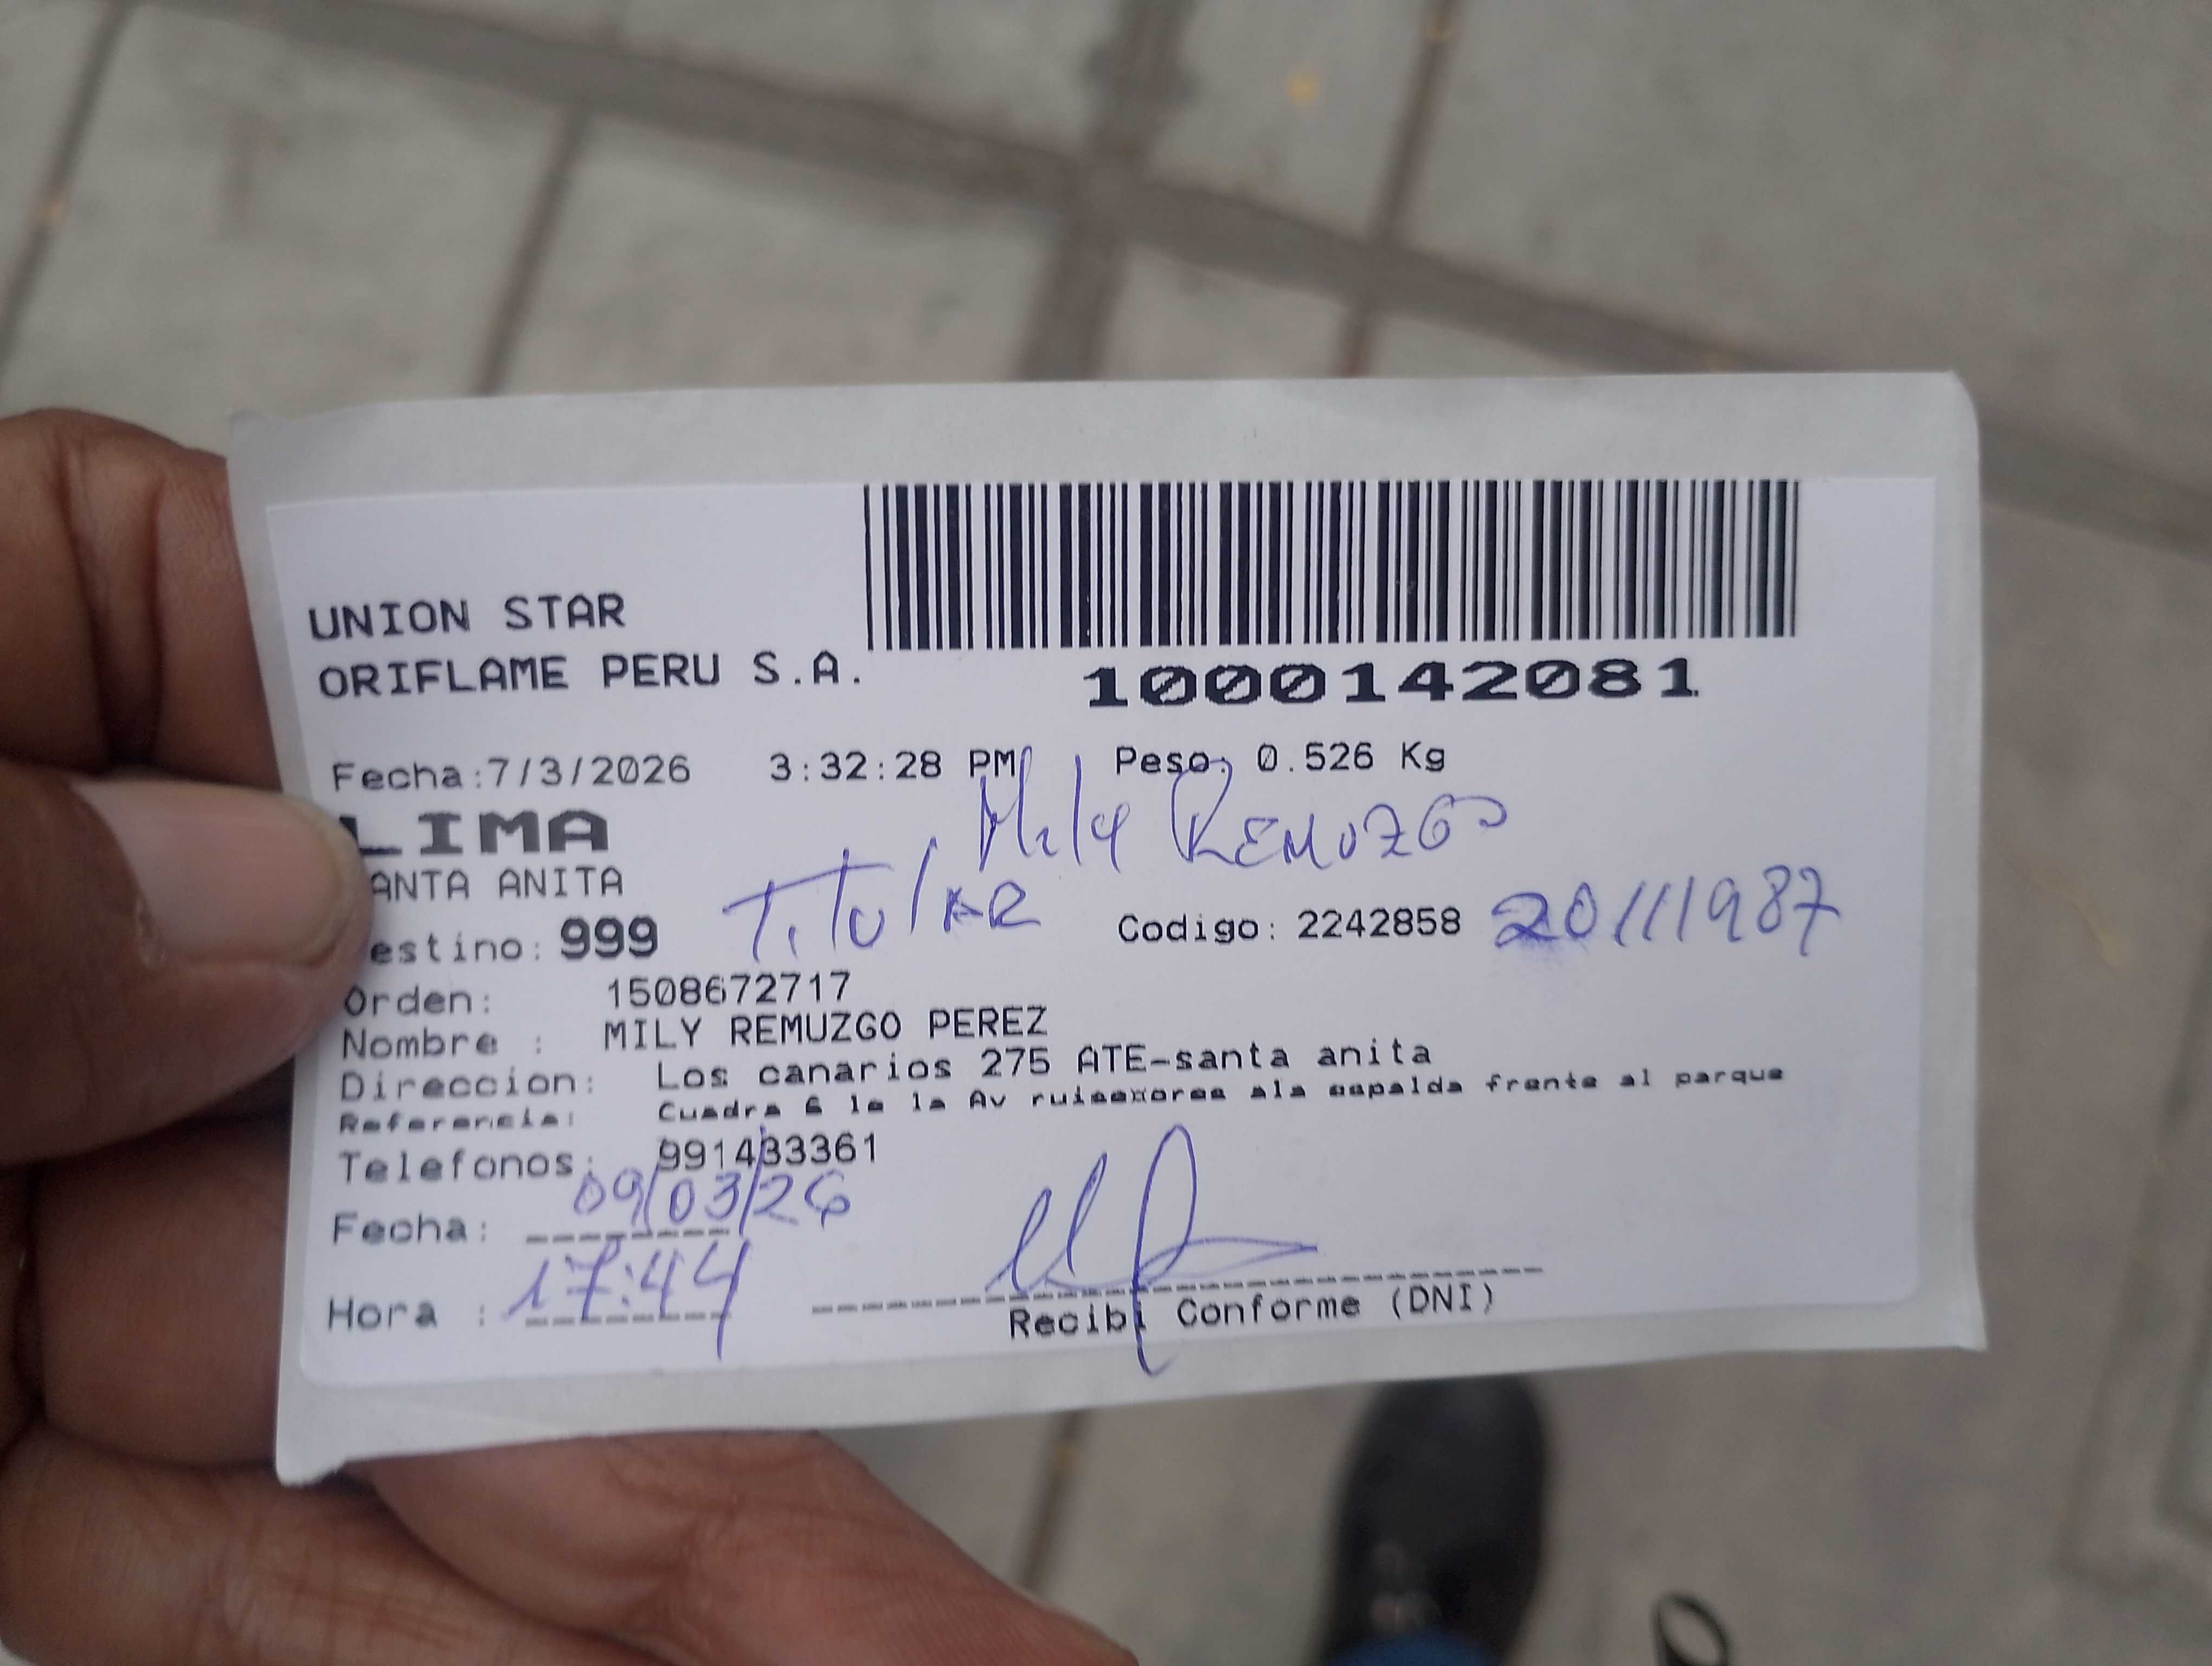 UNION STAR
ORIFLAME PERU S.A.
1000142081
Fecha:7/3/2026 3:32:28 PM Peso: 0.526 Kg
LIMA
Mily REMUZGO
ANTA ANITA
TiTulAR
estino: 999 Codigo: 2242858 20111987
Orden: 1508672717
Nombre : MILY REMUZGO PEREZ
Direccion: Los canarios 275 ATE-santa anita
Referencia: Cuadra 6 le la Av ruisexores ala espalda frente al parque
Telefonos: 991433361
Fecha: 09/03/26
Hora : 17:44
Recibi Conforme (DNI)